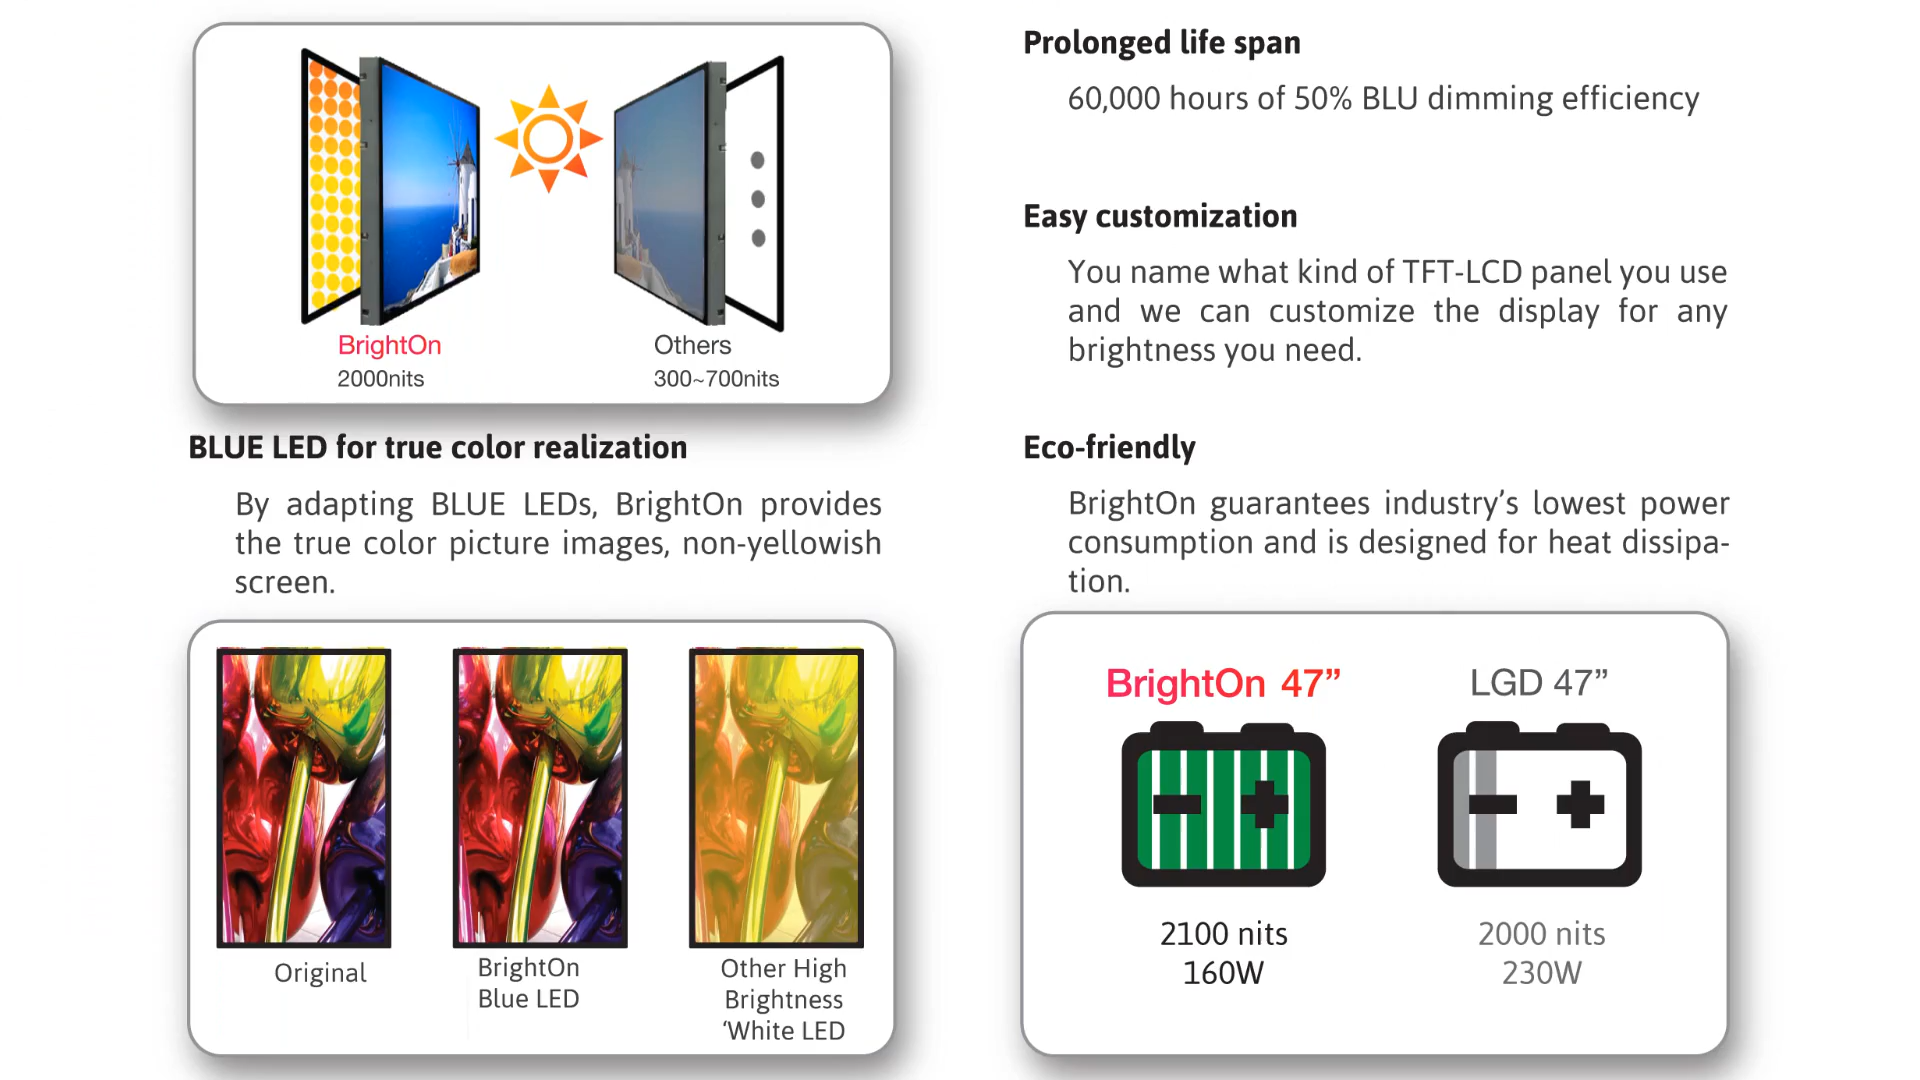 BrightOn
2000nits
Others
300~700nits
BLUE LED for true color realization
By adapting BLUE LEDs, BrightOn provides
the true color picture images, non-yellowish
screen.
Original
BrightOn
Blue LED
Other High
Brightness
‘White LED
Prolonged life span
60,000 hours of 50% BLU dimming efficiency
Easy customization
You name what kind of TFT-LCD panel you use
and we can customize the display for any
brightness you need.
Eco-friendly
BrightOn guarantees industry’s lowest power
consumption and is designed for heat dissipa-
tion.
BrightOn 47”
LGD 47”
2100 nits
160W
2000 nits
230W